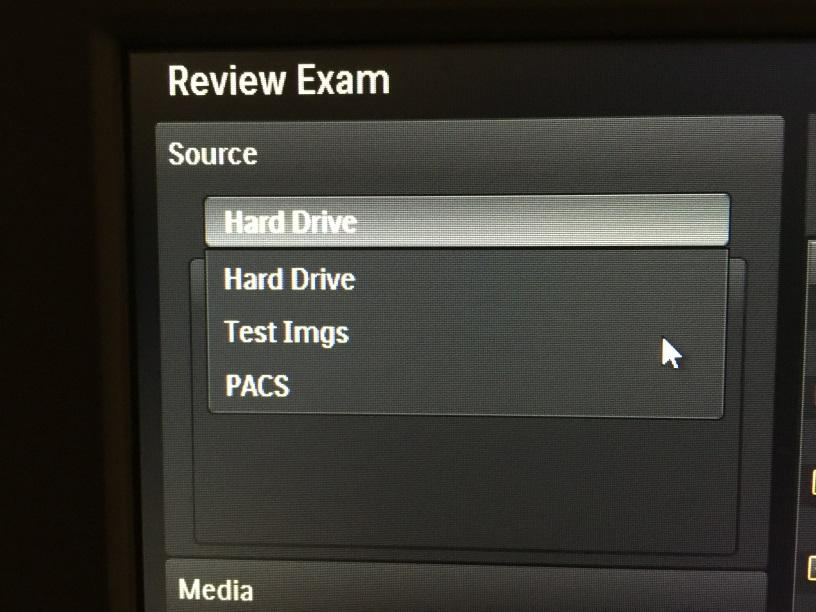 Review Exam
Source
Hard Drive
Hard Drive
Test Imgs
PACS
Media